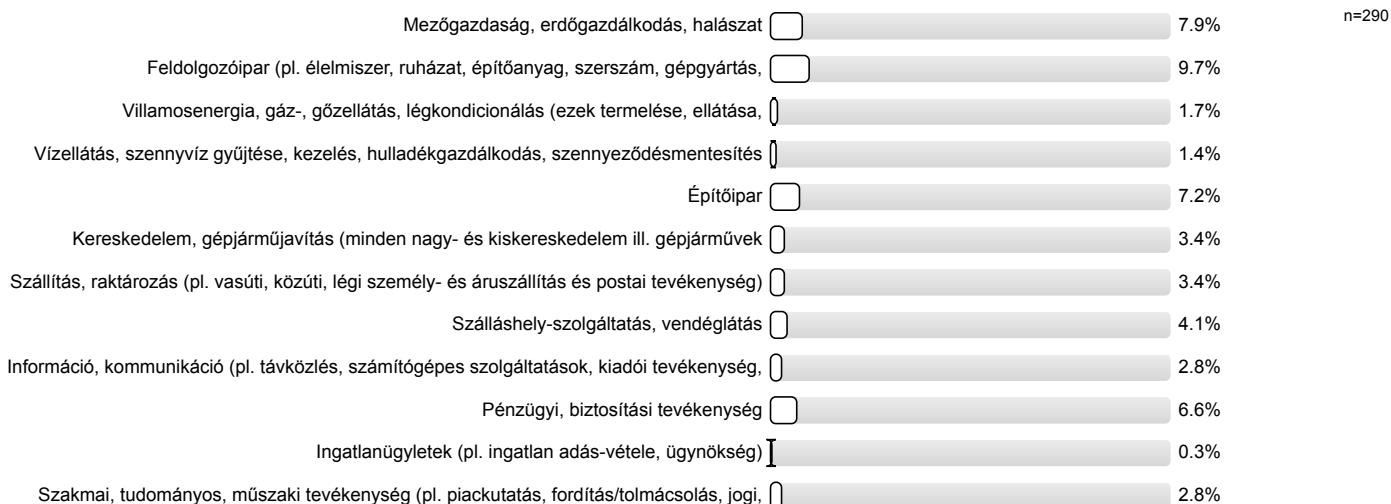 n=290
Mezőgazdaság, erdőgazdálkodás, halászat 7.9%
Feldolgozóipar (pl. élelmiszer, ruházat, építőanyag, szerszám, gépgyártás, 9.7%
Villamosenergia, gáz-, gőzellátás, légkondicionálás (ezek termelése, ellátása, 1.7%
Vízellátás, szennyvíz gyűjtése, kezelés, hulladékgazdálkodás, szennyeződésmentesítés 1.4%
Építőipar 7.2%
Kereskedelem, gépjárműjavítás (minden nagy- és kiskereskedelem ill. gépjárművek 3.4%
Szállítás, raktározás (pl. vasúti, közúti, légi személy- és áruszállítás és postai tevékenység) 3.4%
Szálláshely-szolgáltatás, vendéglátás 4.1%
Információ, kommunikáció (pl. távközlés, számítógépes szolgáltatások, kiadói tevékenység, 2.8%
Pénzügyi, biztosítási tevékenység 6.6%
Ingatlanügyletek (pl. ingatlan adás-vétele, ügynökség) 0.3%
Szakmai, tudományos, műszaki tevékenység (pl. piackutatás, fordítás/tolmácsolás, jogi, 2.8%